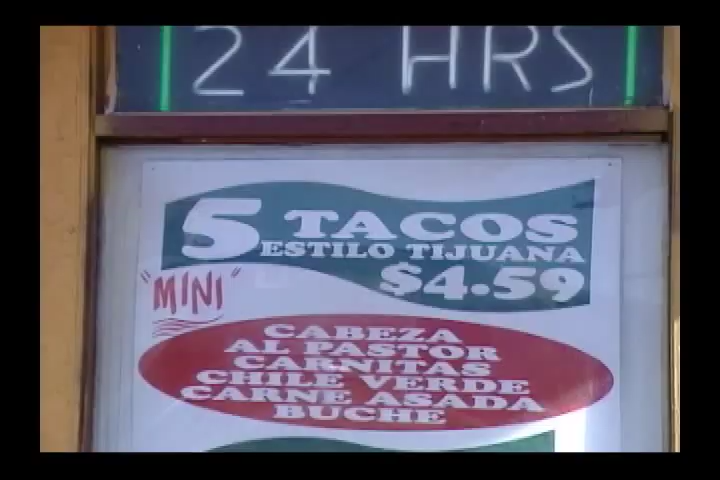 24 HRS
5 TACOS
ESTILO TIJUANA
$4.59
"MINI"
CABEZA
AL PASTOR
CARNITAS
CHILE VERDE
CARNE ASADA
BUCHE